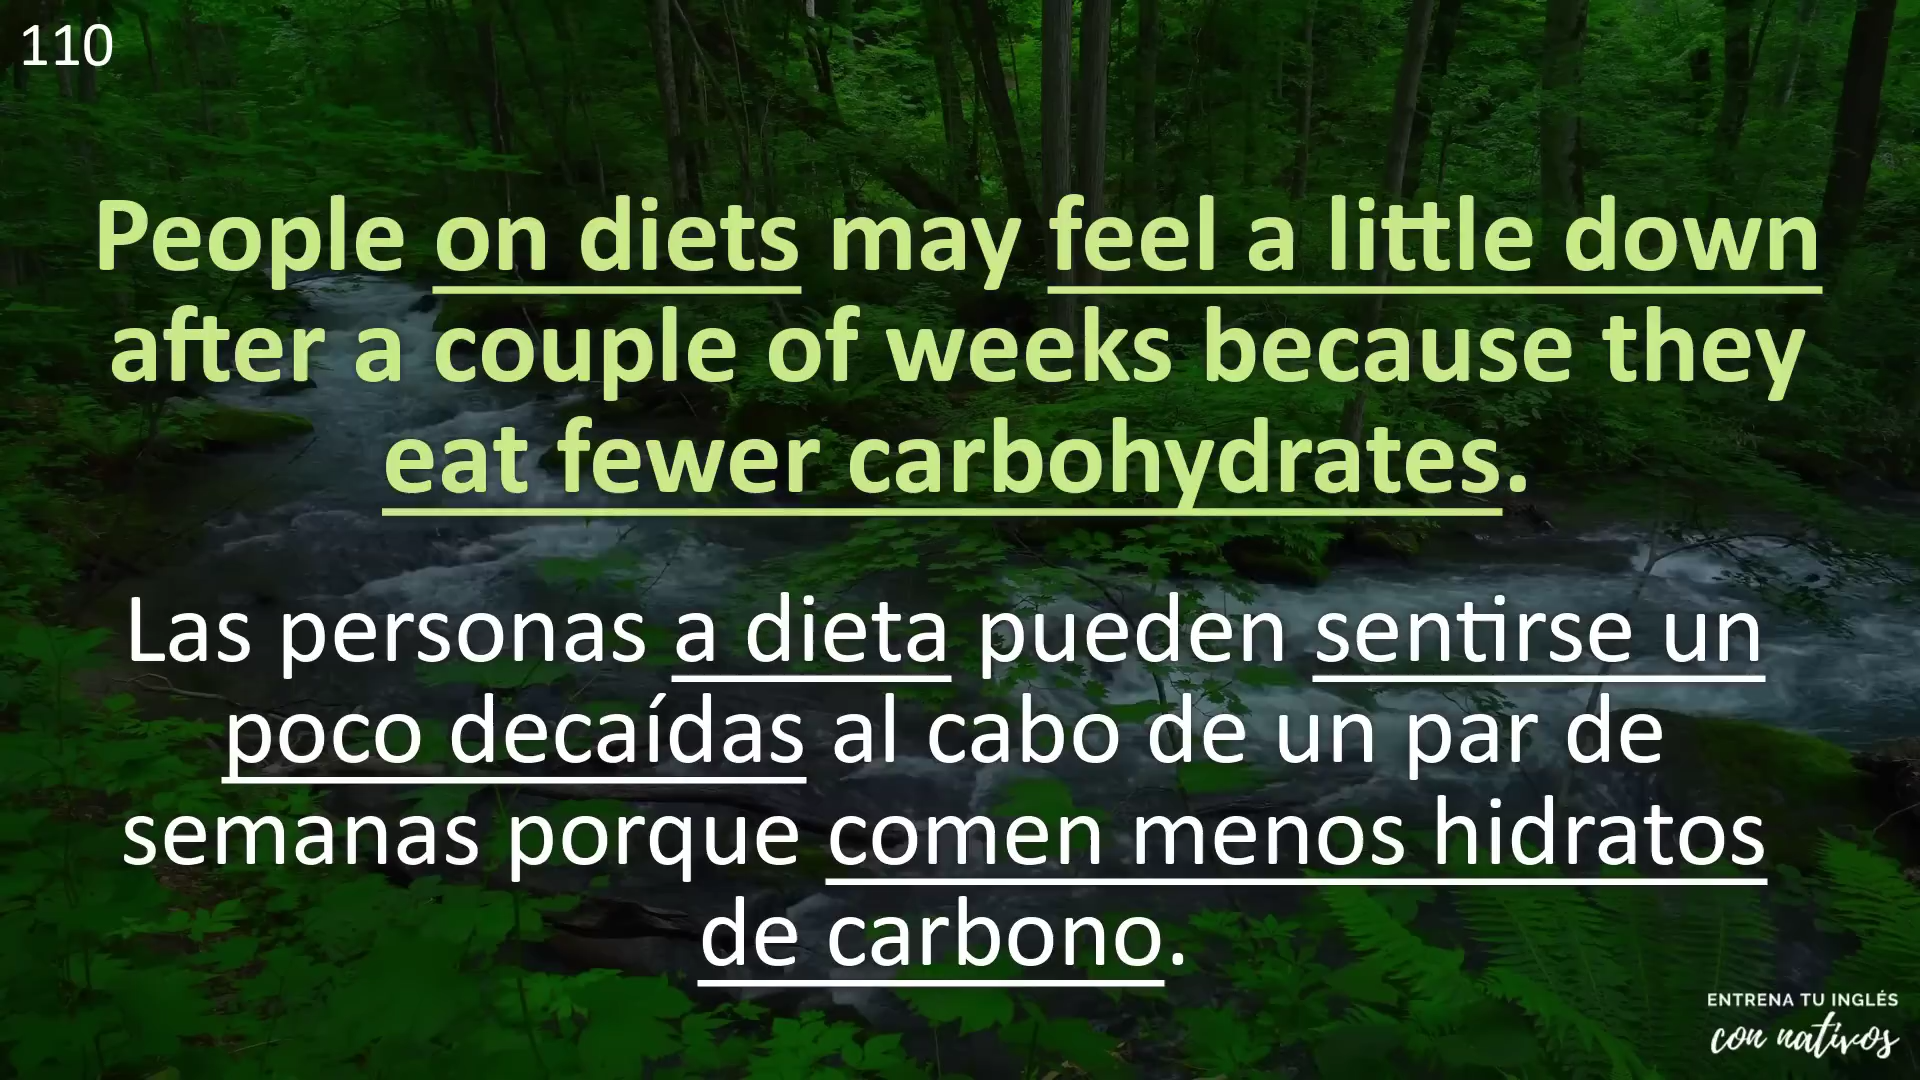 110
People on diets may feel a little down
after a couple of weeks because they
eat fewer carbohydrates.
Las personas a dieta pueden sentirse un
poco decaídas al cabo de un par de
semanas porque comen menos hidratos
de carbono.
ENTRENA TU INGLÉS
con nativos